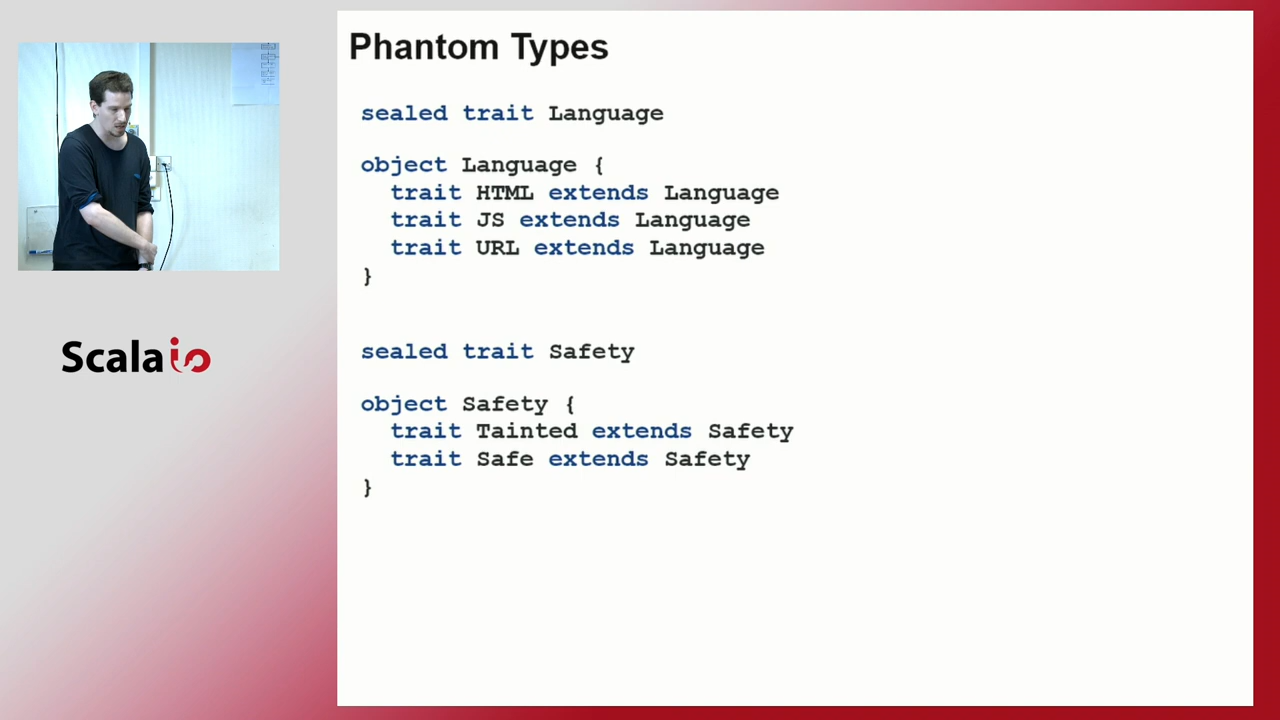 Phantom Types
sealed trait Language
object Language {
  trait HTML extends Language
  trait JS extends Language
  trait URL extends Language
}
sealed trait Safety
object Safety {
  trait Tainted extends Safety
  trait Safe extends Safety
}
Scalaio